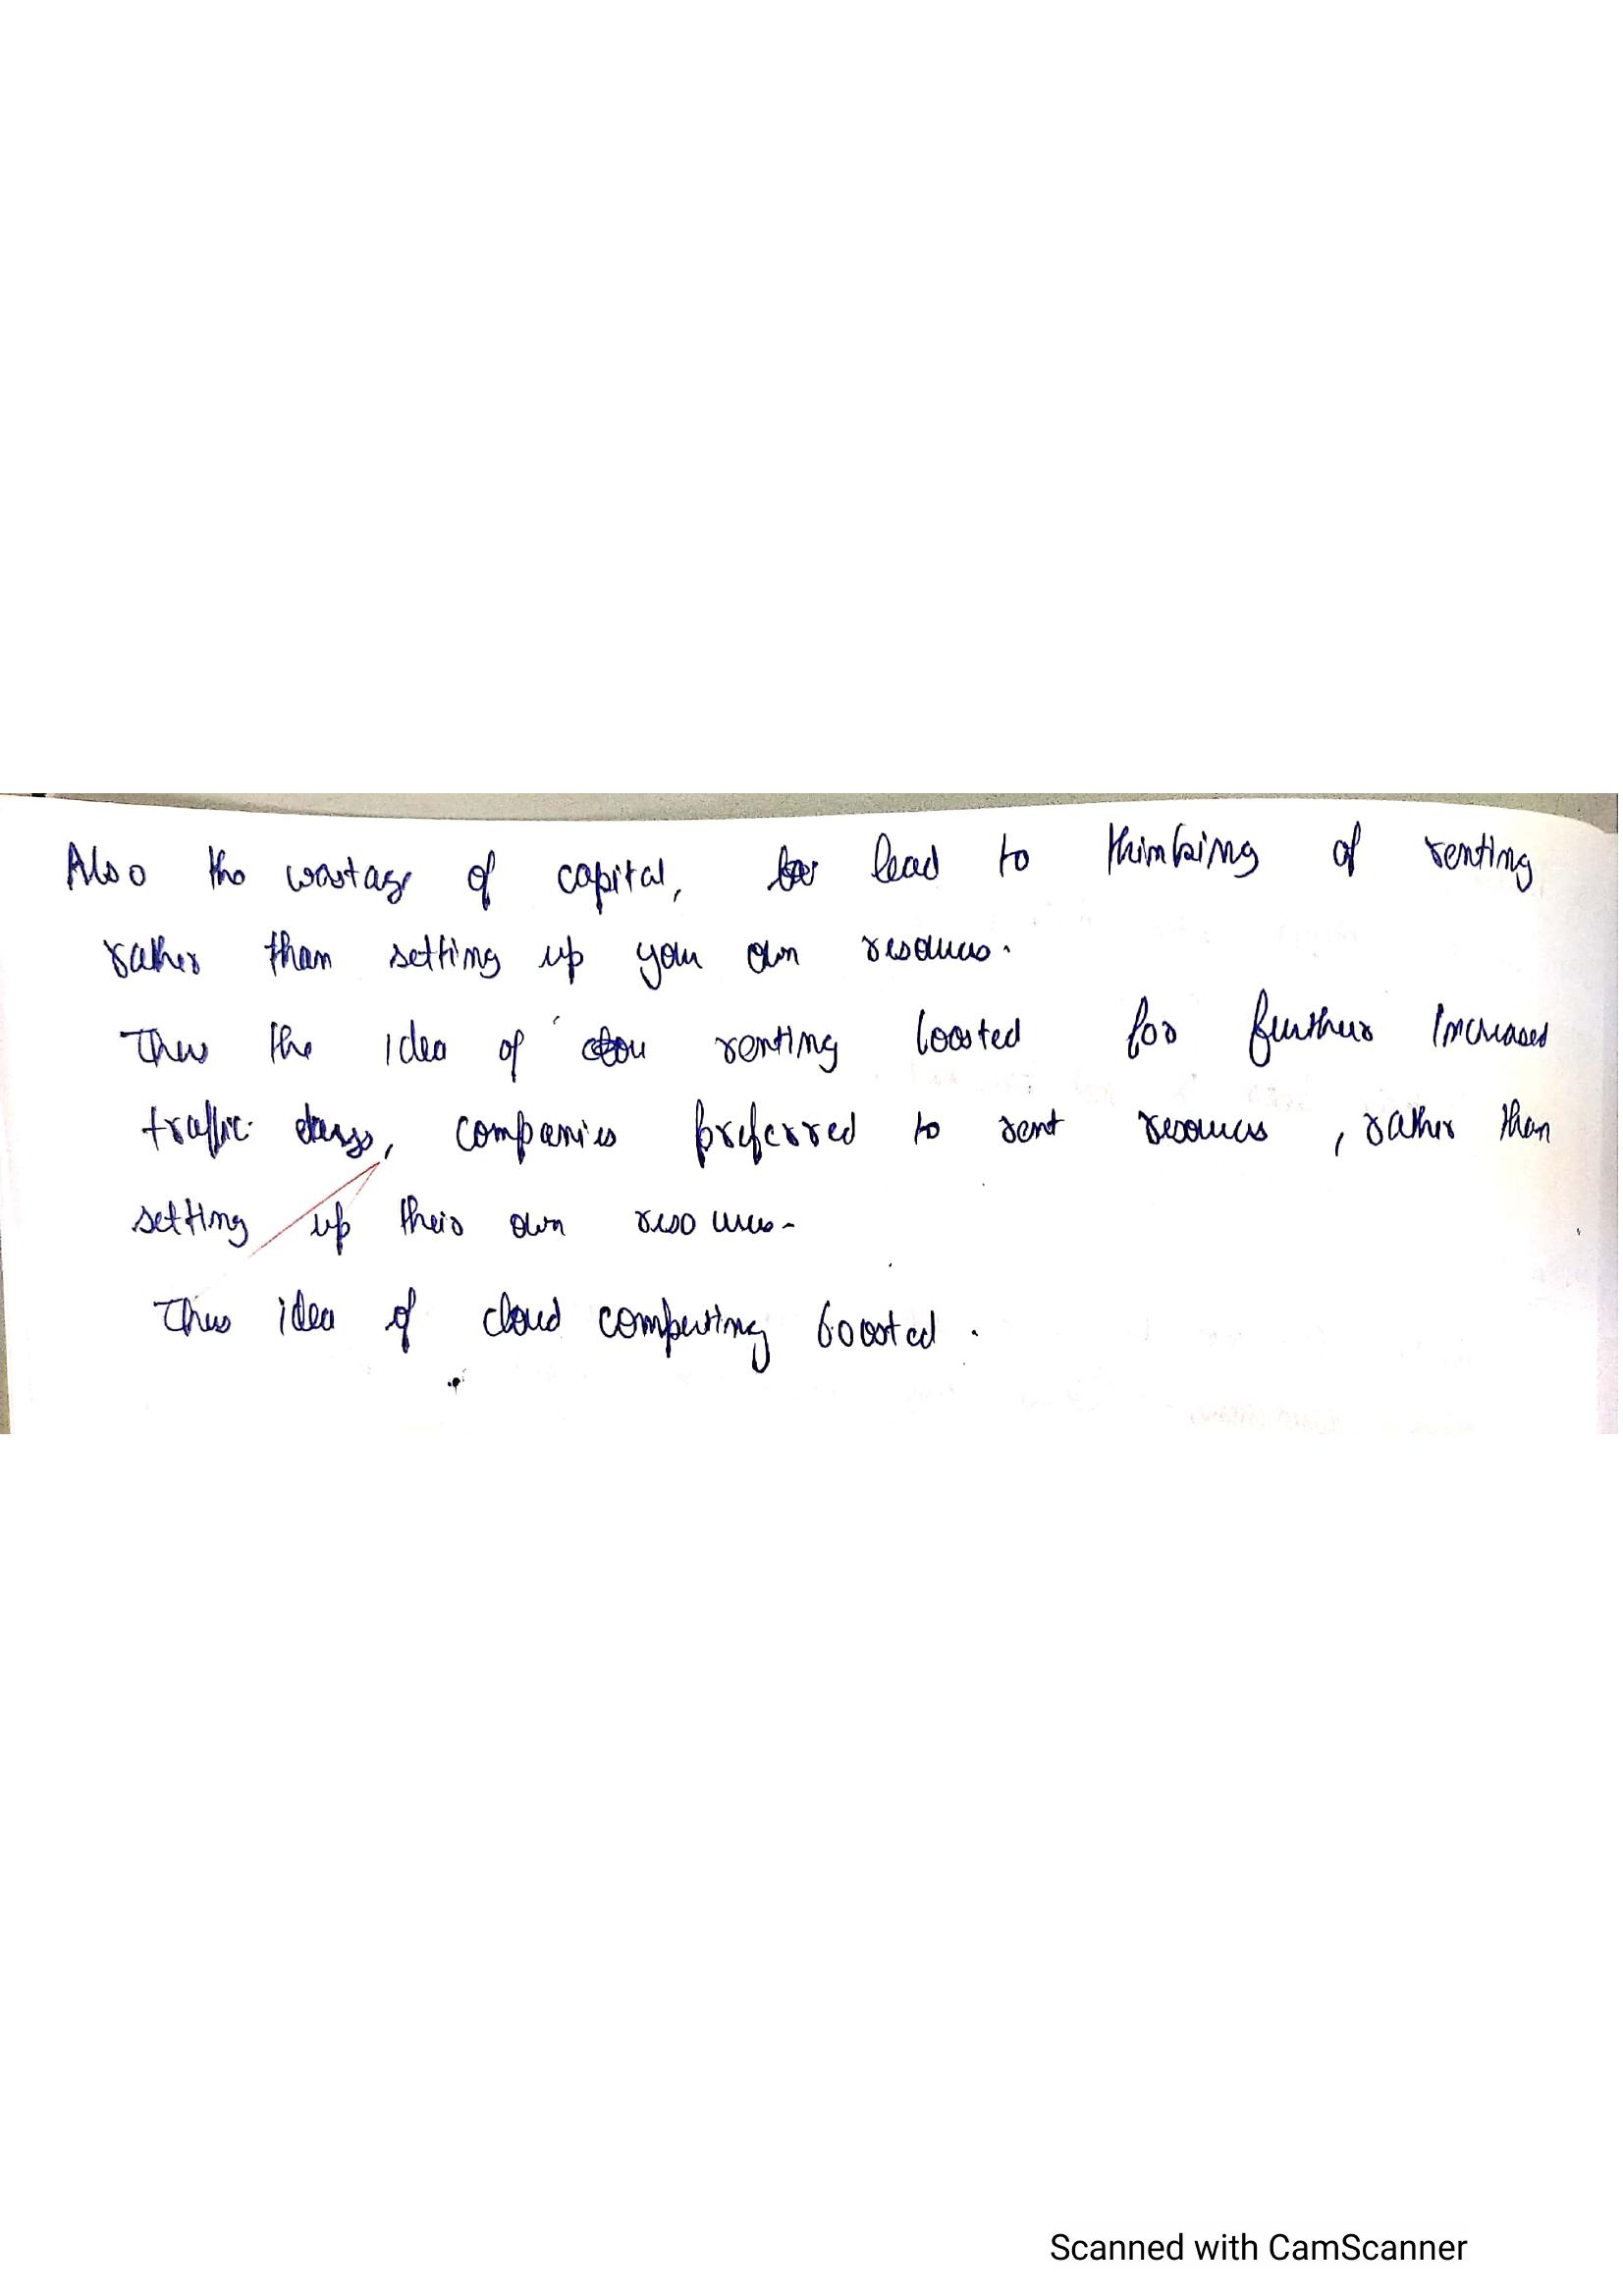 Also the wastage of capital, lead to thinking of renting
rather than setting up your own resources.
Thus the idea of renting boosted for further increased
traffic days, companies preferred to rent resources, rather than
setting up their own resources.
Thus idea of cloud computing boosted.
Scanned with CamScanner